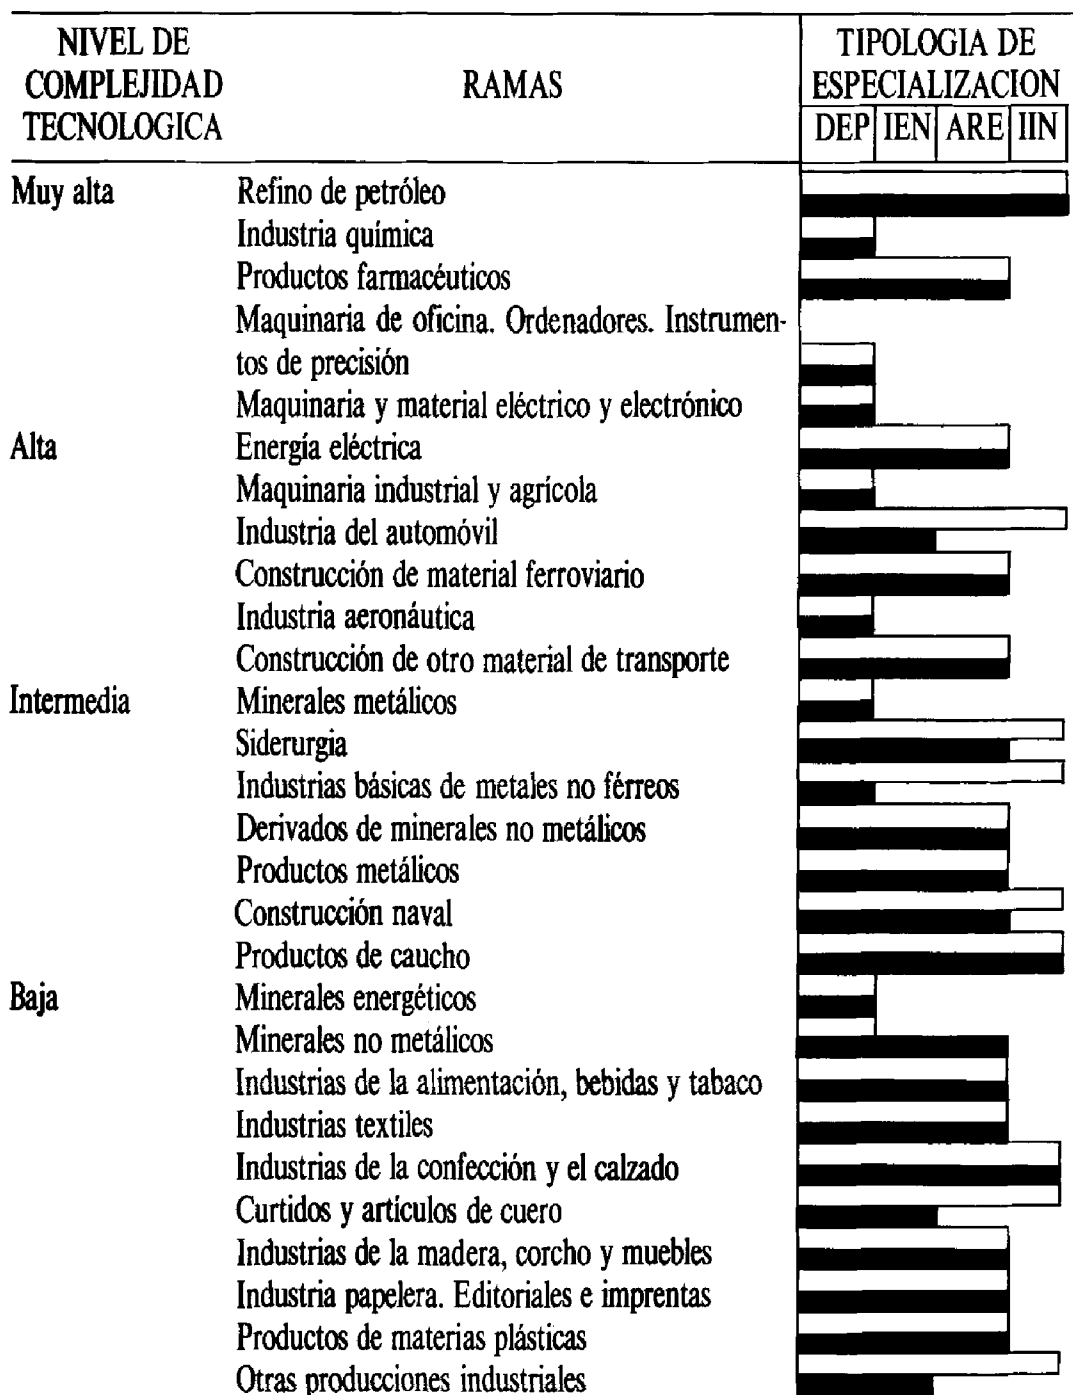 NIVEL DE
COMPLEJIDAD
TECNOLOGICA
RAMAS
TIPOLOGIA DE
ESPECIALIZACION
DEP IEN ARE IIN
Muy alta Refino de petróleo
Industria química
Productos farmacéuticos
Maquinaria de oficina. Ordenadores. Instrumen-
tos de precisión
Maquinaria y material eléctrico y electrónico
Alta Energía eléctrica
Maquinaria industrial y agrícola
Industria del automóvil
Construcción de material ferroviario
Industria aeronáutica
Construcción de otro material de transporte
Intermedia Minerales metálicos
Siderurgia
Industrias básicas de metales no férreos
Derivados de minerales no metálicos
Productos metálicos
Construcción naval
Productos de caucho
Baja Minerales energéticos
Minerales no metálicos
Industrias de la alimentación, bebidas y tabaco
Industrias textiles
Industrias de la confección y el calzado
Curtidos y artículos de cuero
Industrias de la madera, corcho y muebles
Industria papelera. Editoriales e imprentas
Productos de materias plásticas
Otras producciones industriales